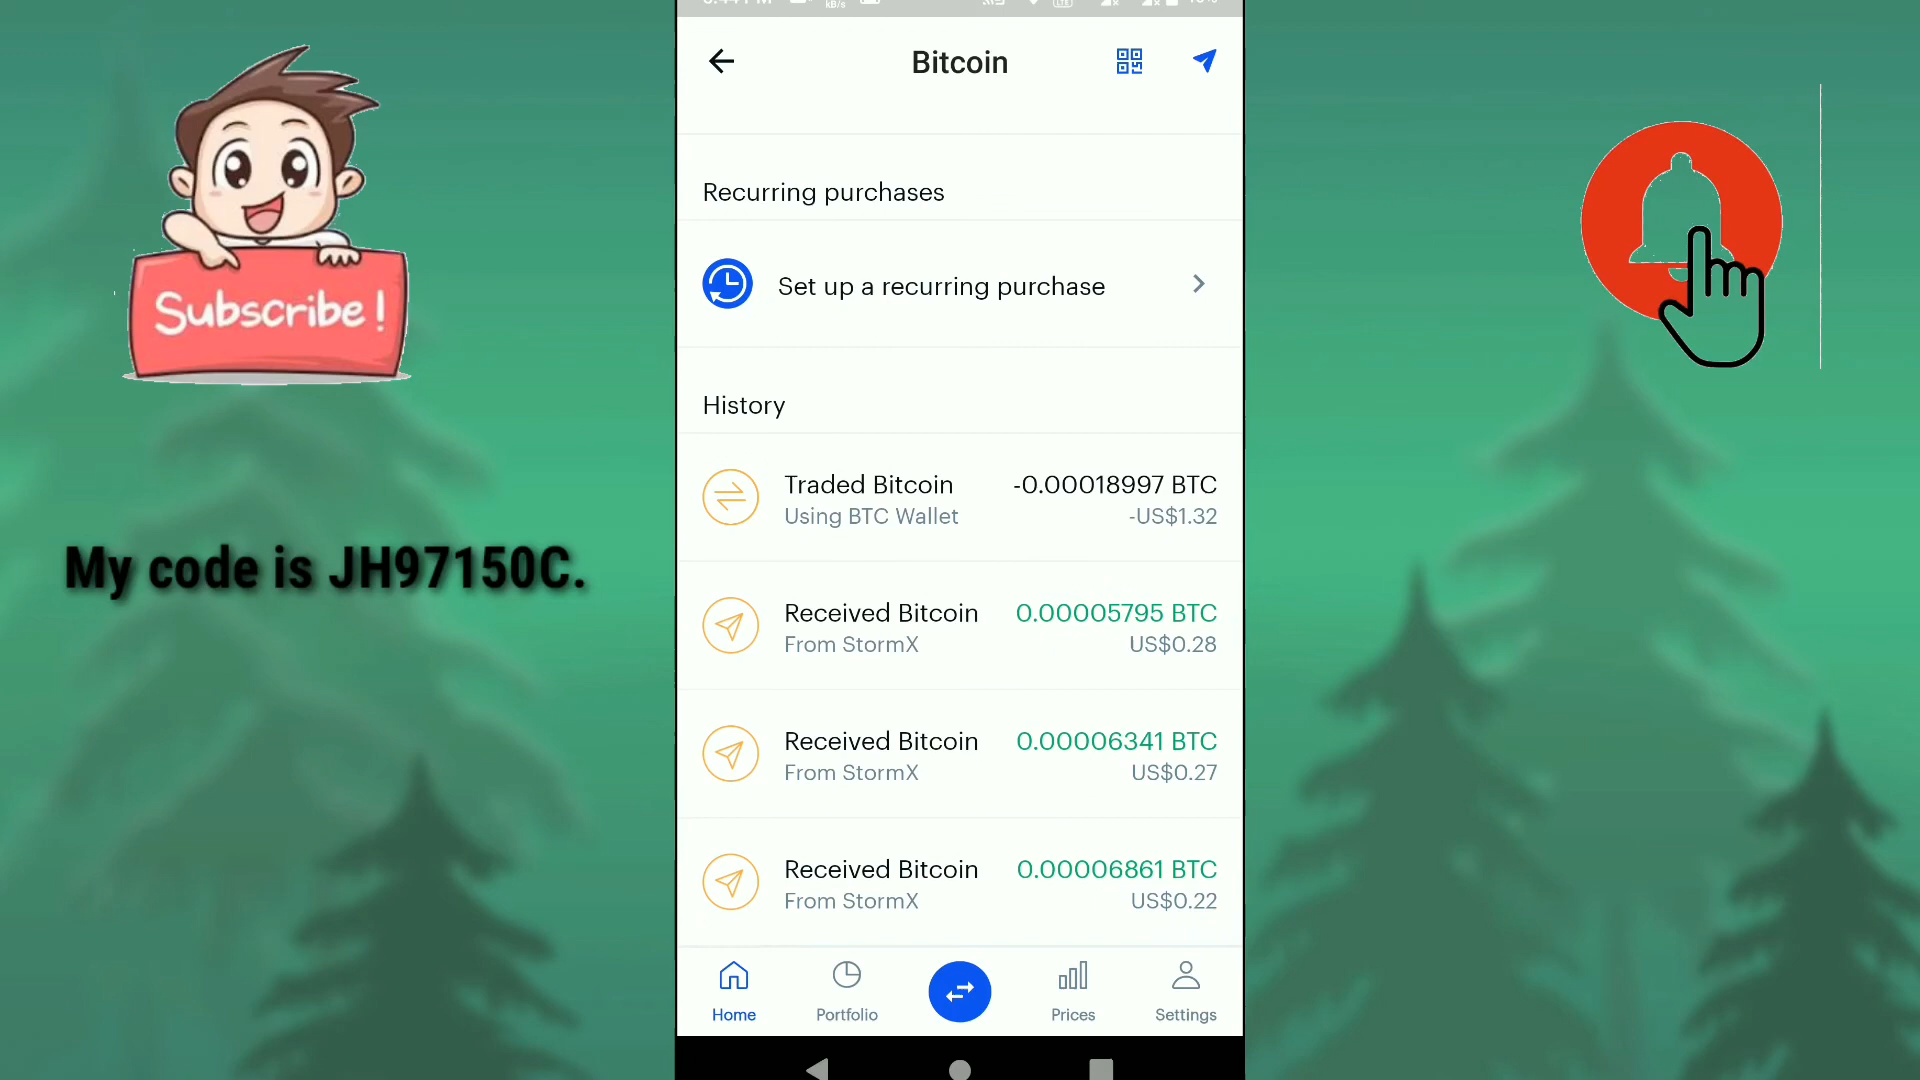 kB/s
Bitcoin
Recurring purchases
Set up a recurring purchase
History
Traded Bitcoin -0.00018997 BTC
Using BTC Wallet -US$1.32
Received Bitcoin 0.00005795 BTC
From StormX US$0.28
Received Bitcoin 0.00006341 BTC
From StormX US$0.27
Received Bitcoin 0.00006861 BTC
From StormX US$0.22
Home Portfolio Prices Settings
Subscribe!
My code is JH97150C.